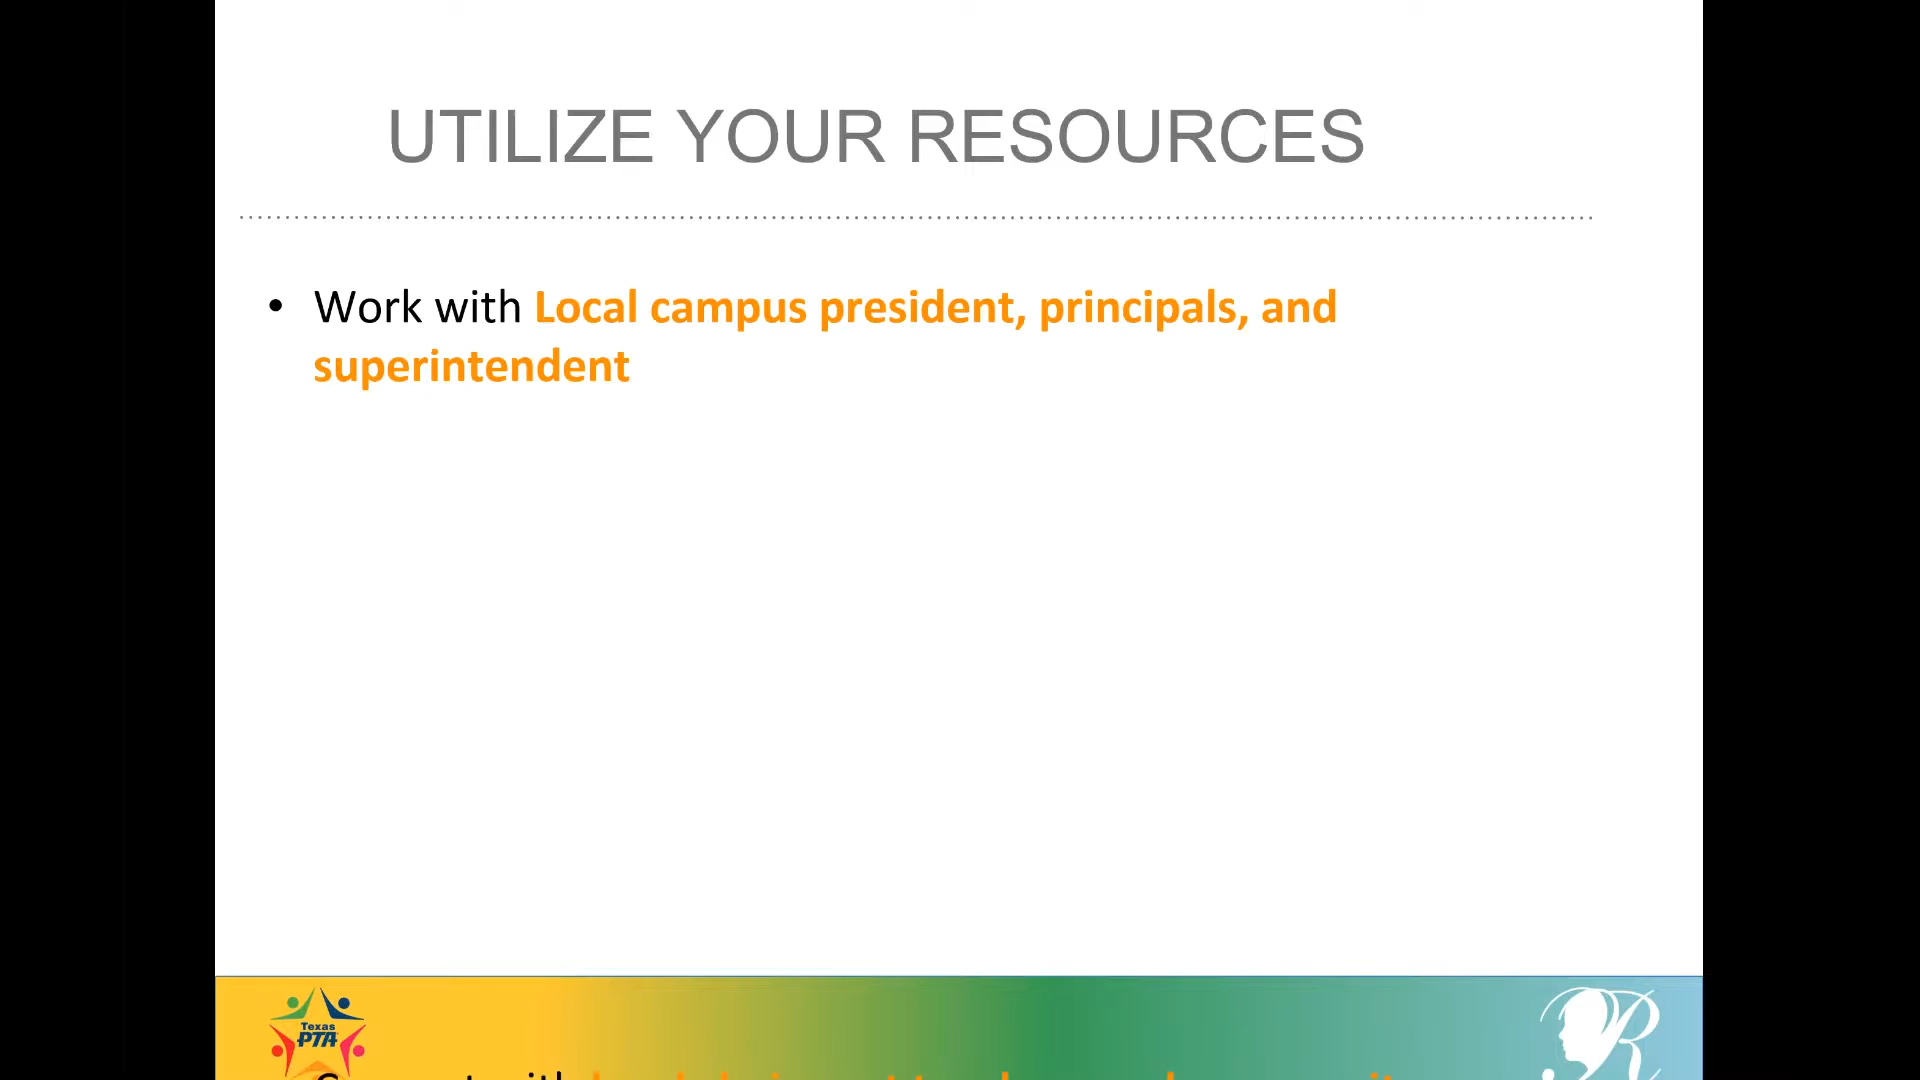 UTILIZE YOUR RESOURCES
• Work with Local campus president, principals, and
superintendent
Texas
PTA
R